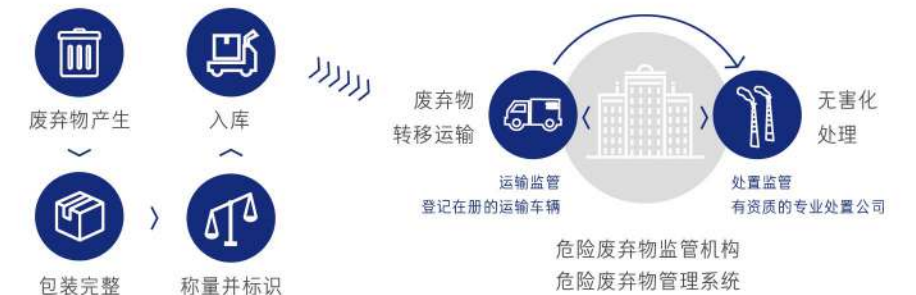 废弃物产生
入库
包装完整
称量并标识
废弃物
转移运输
无害化
处理
运输监管
登记在册的运输车辆
处置监管
有资质的专业处置公司
危险废弃物监管机构
危险废弃物管理系统